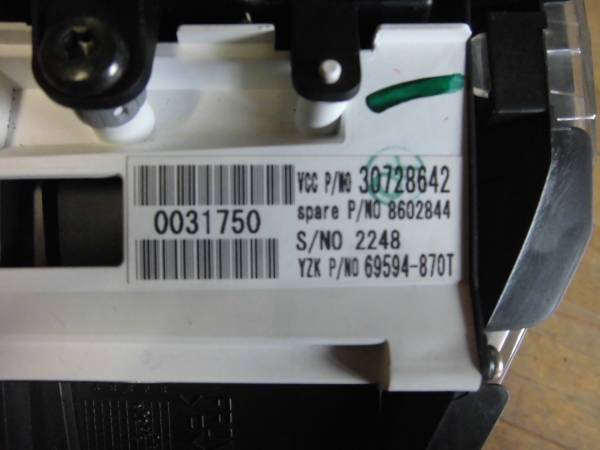 VCC P/NO 30728642
0031750
spare P/NO 8602844
S/NO 2248
YZK P/NO 69594-870T